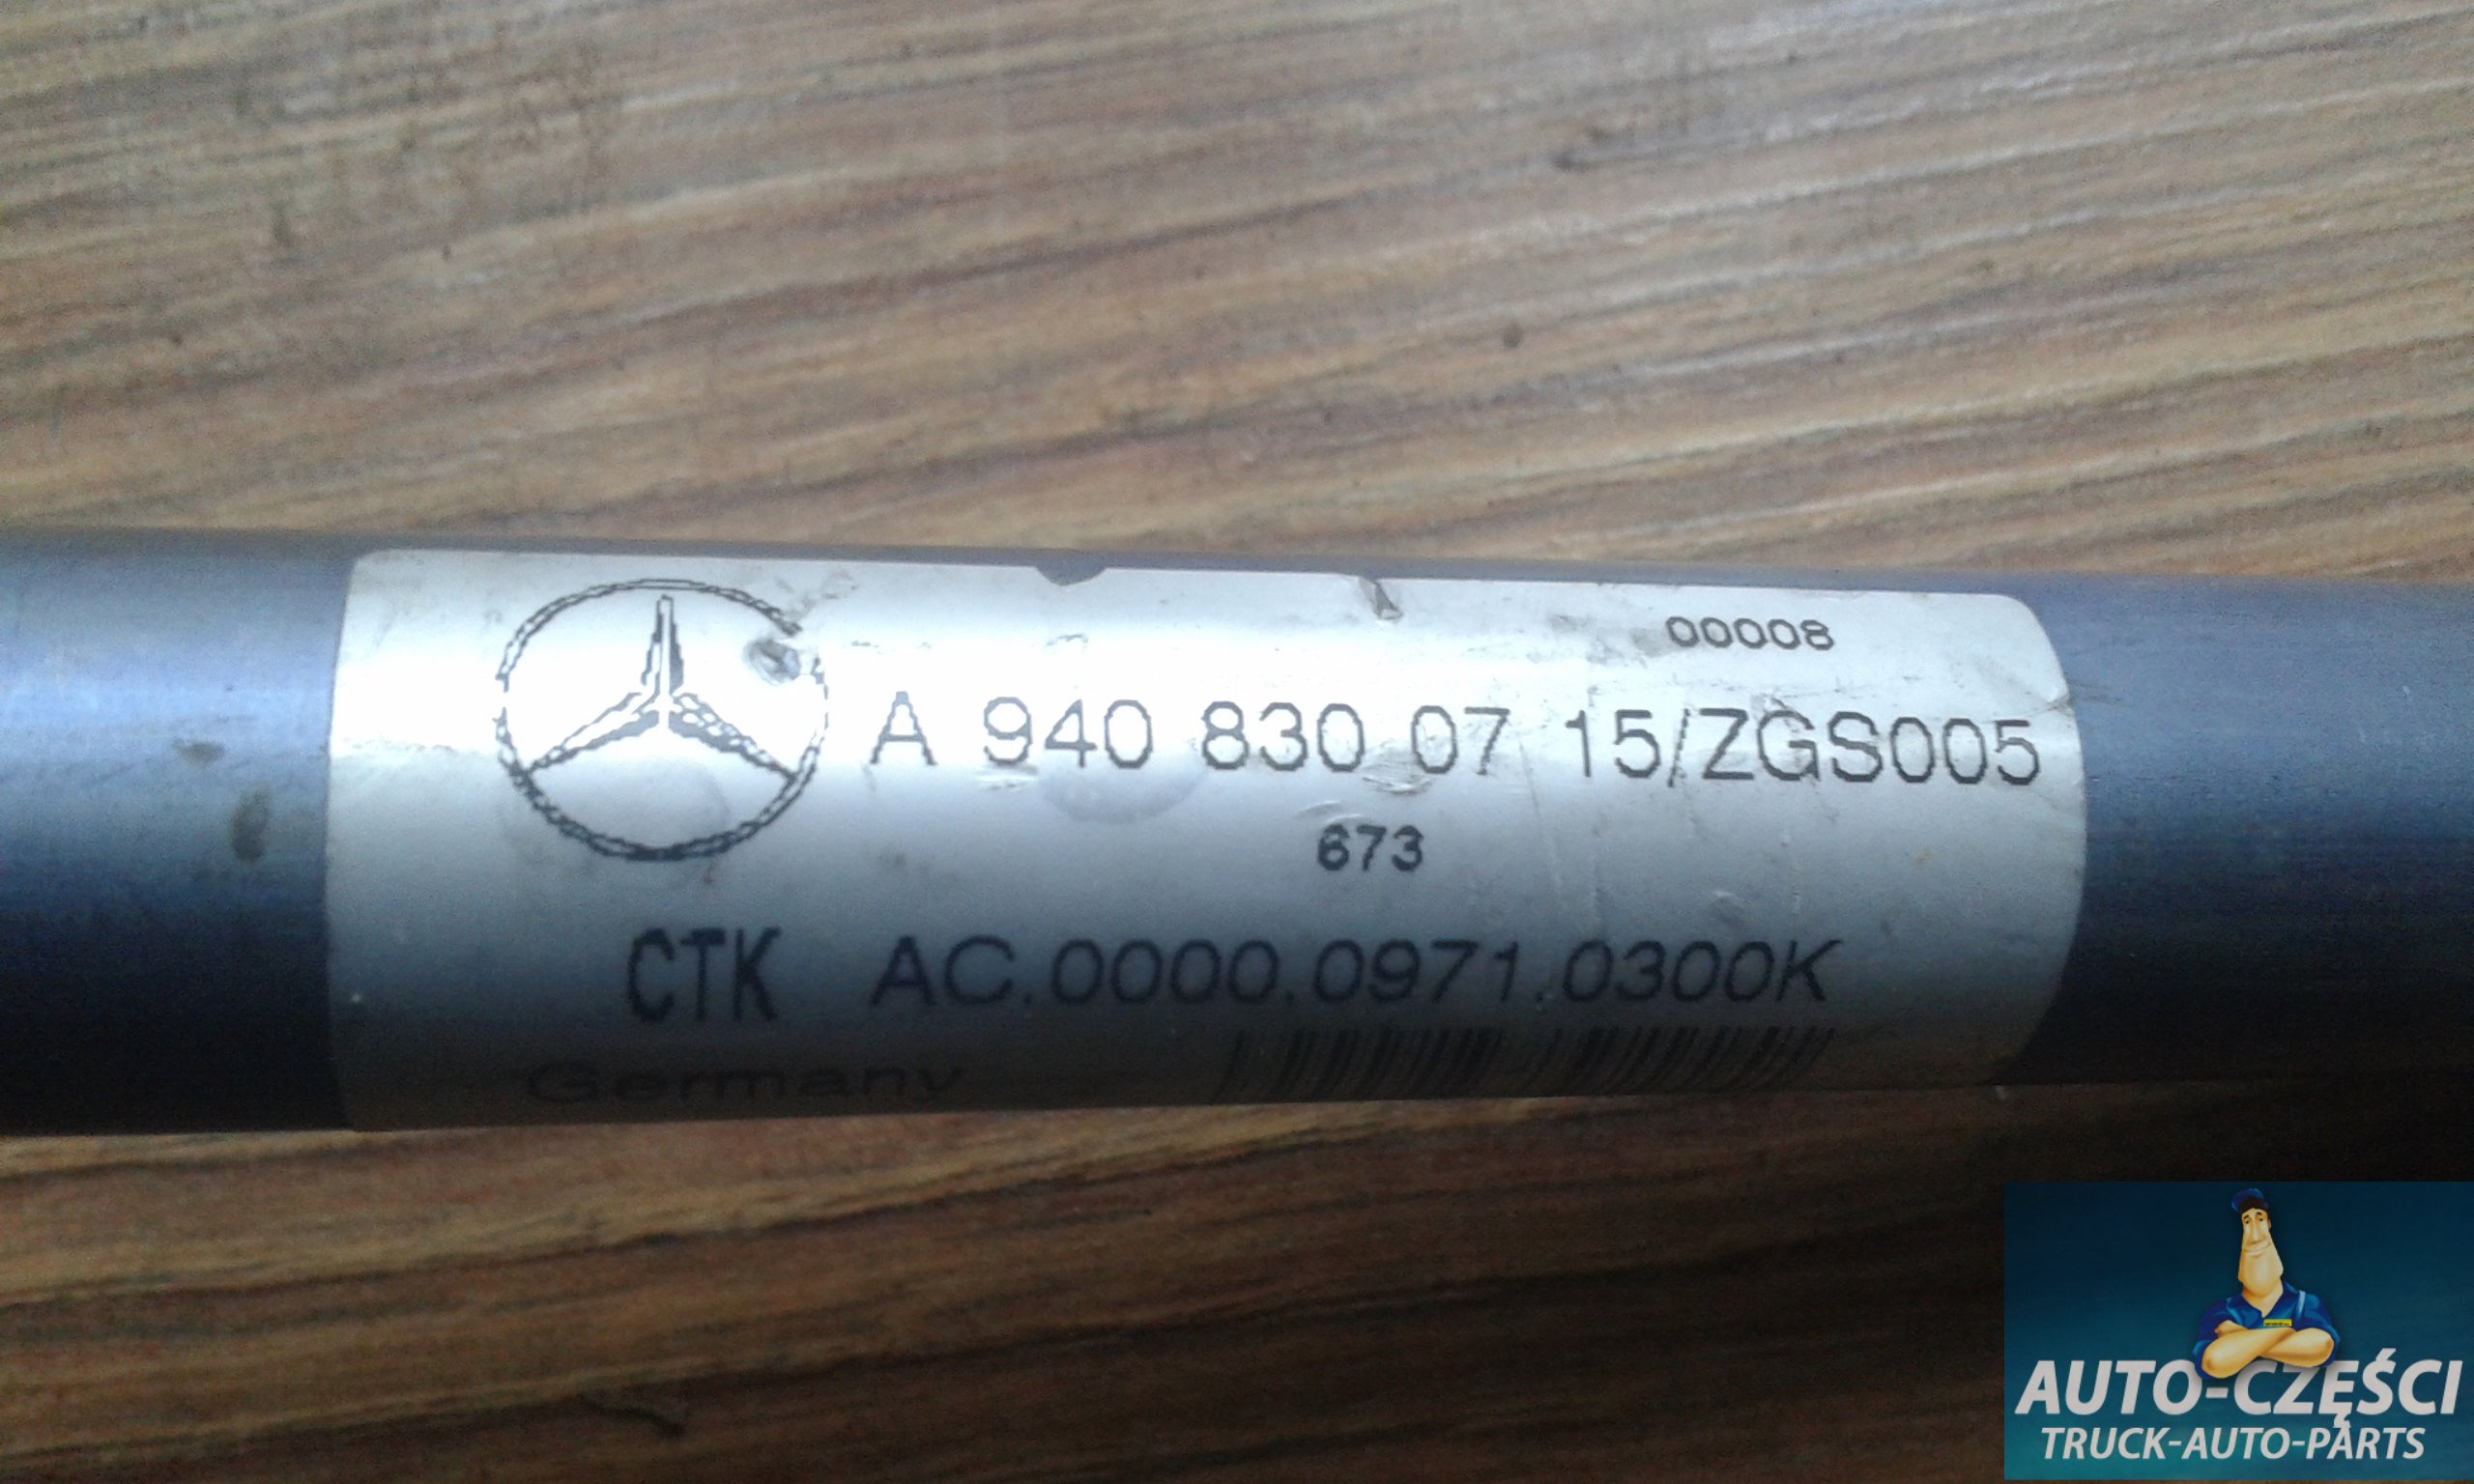 00008
A 940 830 07 15/ZGS005
673
CTK AC.0000.0971.0300K
Germany
AUTO-CZĘŚCI
TRUCK-AUTO-PARTS